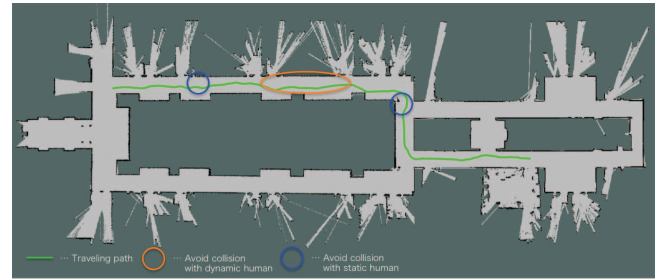 ··· Traveling path
··· Avoid collision
with dynamic human
··· Avoid collision
with static human